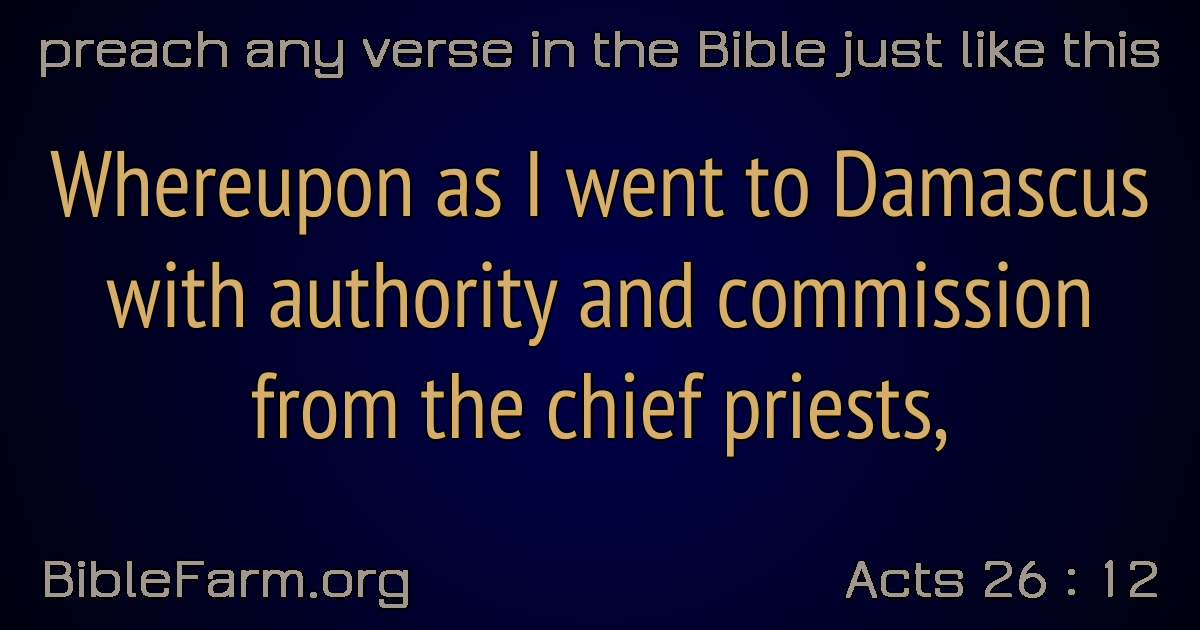 preach any verse in the Bible just like this
Whereupon as I went to Damascus
with authority and commission
from the chief priests,
BibleFarm.org
Acts 26 : 12